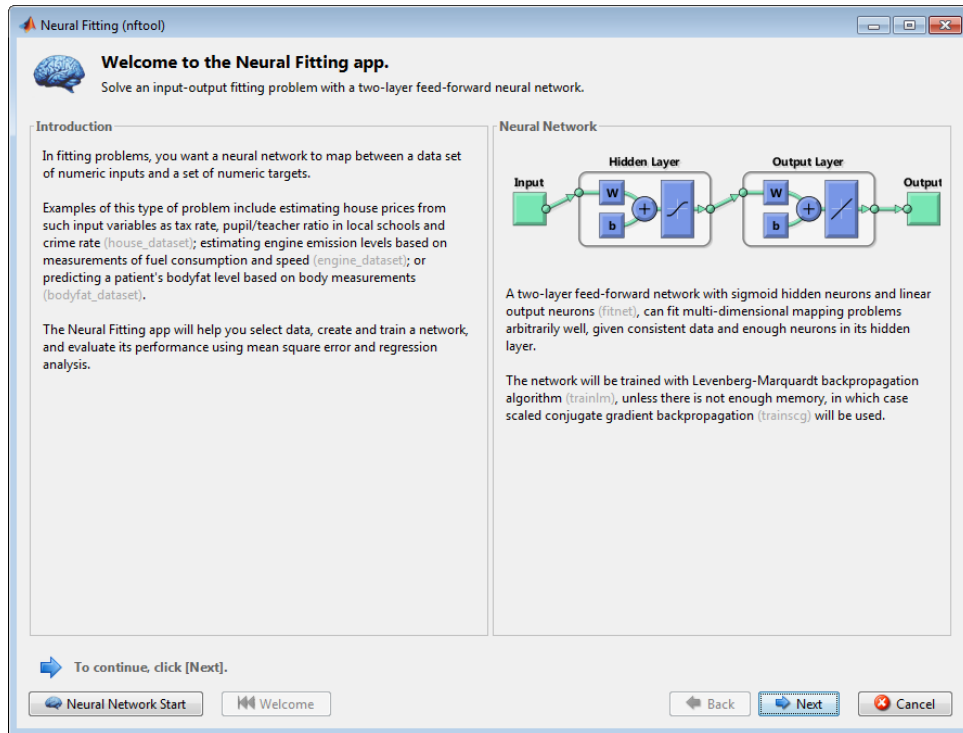 Neural Fitting (nftool)
Welcome to the Neural Fitting app.
Solve an input-output fitting problem with a two-layer feed-forward neural network.
Introduction
In fitting problems, you want a neural network to map between a data set
of numeric inputs and a set of numeric targets.
Examples of this type of problem include estimating house prices from
such input variables as tax rate, pupil/teacher ratio in local schools and
crime rate (house_dataset); estimating engine emission levels based on
measurements of fuel consumption and speed (engine_dataset); or
predicting a patient's bodyfat level based on body measurements
(bodyfat_dataset).
The Neural Fitting app will help you select data, create and train a network,
and evaluate its performance using mean square error and regression
analysis.
Neural Network
Hidden Layer
Output Layer
Input
Output
W
b
W
b
A two-layer feed-forward network with sigmoid hidden neurons and linear
output neurons (fitnet), can fit multi-dimensional mapping problems
arbitrarily well, given consistent data and enough neurons in its hidden
layer.
The network will be trained with Levenberg-Marquardt backpropagation
algorithm (trainlm), unless there is not enough memory, in which case
scaled conjugate gradient backpropagation (trainscg) will be used.
To continue, click [Next].
Neural Network Start
Welcome
Back
Next
Cancel